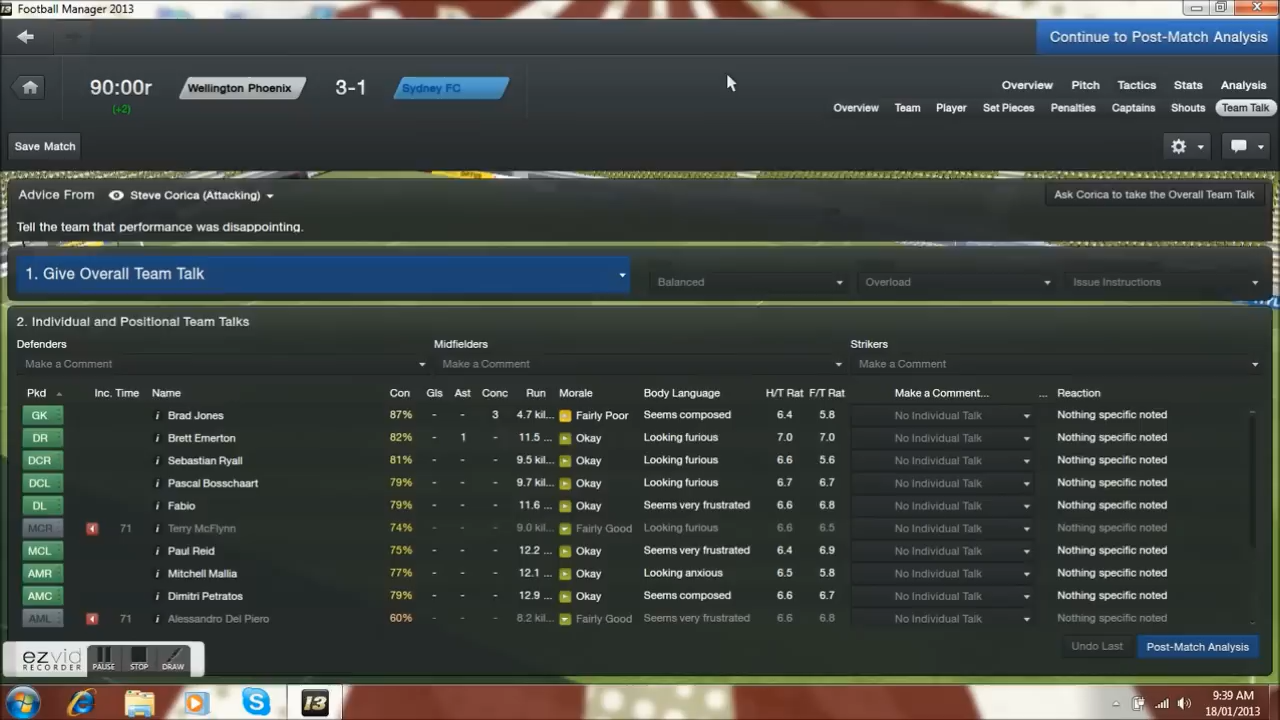 13 Football Manager 2013
Continue to Post-Match Analysis
90:00r Wellington Phoenix 3-1 Sydney FC
(+2)
Overview Pitch Tactics Stats Analysis
Overview Team Player Set Pieces Penalties Captains Shouts Team Talk
Save Match
Advice From Steve Corica (Attacking) Ask Corica to take the Overall Team Talk
Tell the team that performance was disappointing.
1. Give Overall Team Talk Balanced Overload Issue Instructions
2. Individual and Positional Team Talks
Defenders Midfielders Strikers
Make a Comment Make a Comment Make a Comment
Pkd Inc. Time Name Con Gls Ast Conc Run Morale Body Language H/T Rat F/T Rat Make a Comment... ... Reaction
GK i Brad Jones 87% - - 3 4.7 kil... Fairly Poor Seems composed 6.4 5.8 No Individual Talk Nothing specific noted
DR i Brett Emerton 82% - 1 - 11.5 ... Okay Looking furious 7.0 7.0 No Individual Talk Nothing specific noted
DCR i Sebastian Ryall 81% - - - 9.5 kil... Okay Looking furious 6.6 5.6 No Individual Talk Nothing specific noted
DCL i Pascal Bosschaart 79% - - - 9.7 kil... Okay Looking furious 6.7 6.7 No Individual Talk Nothing specific noted
DL i Fabio 79% - - - 11.6 ... Okay Seems very frustrated 6.6 6.8 No Individual Talk Nothing specific noted
MCR 71 i Terry McFlynn 74% - - - 9.0 kil... Fairly Good Looking furious 6.6 6.5 No Individual Talk Nothing specific noted
MCL i Paul Reid 75% - - - 12.2 ... Okay Seems very frustrated 6.4 6.9 No Individual Talk Nothing specific noted
AMR i Mitchell Mallia 77% - - - 12.1 ... Okay Looking anxious 6.5 5.8 No Individual Talk Nothing specific noted
AMC i Dimitri Petratos 79% - - - 12.9 ... Okay Seems composed 6.6 6.7 No Individual Talk Nothing specific noted
AML 71 i Alessandro Del Piero 60% - - - 8.2 kil... Fairly Good Seems very frustrated 6.6 6.8 No Individual Talk Nothing specific noted
Undo Last Post-Match Analysis
ezvid
RECORDER PAUSE STOP DRAW
13
9:39 AM
18/01/2013